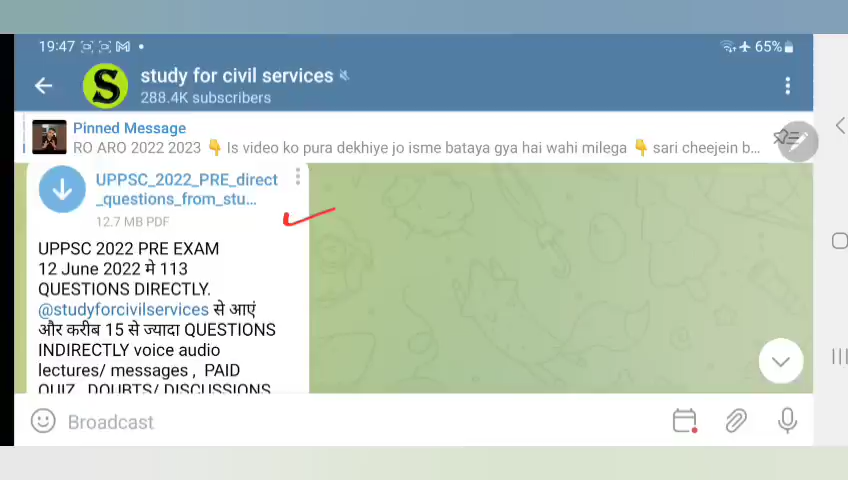 19:47
65%
S
study for civil services
288.4K subscribers
Pinned Message
RO ARO 2022 2023 👇 Is video ko pura dekhiye jo isme bataya gya hai wahi milega 👇 sari cheejein b...
UPPSC_2022_PRE_direct
_questions_from_stu...
12.7 MB PDF
UPPSC 2022 PRE EXAM
12 June 2022 मे 113
QUESTIONS DIRECTLY.
@studyforcivilservices से आएं
और करीब 15 से ज्यादा QUESTIONS
INDIRECTLY voice audio
lectures/ messages , PAID
QUIZ , DOUBTS/ DISCUSSIONS
Broadcast